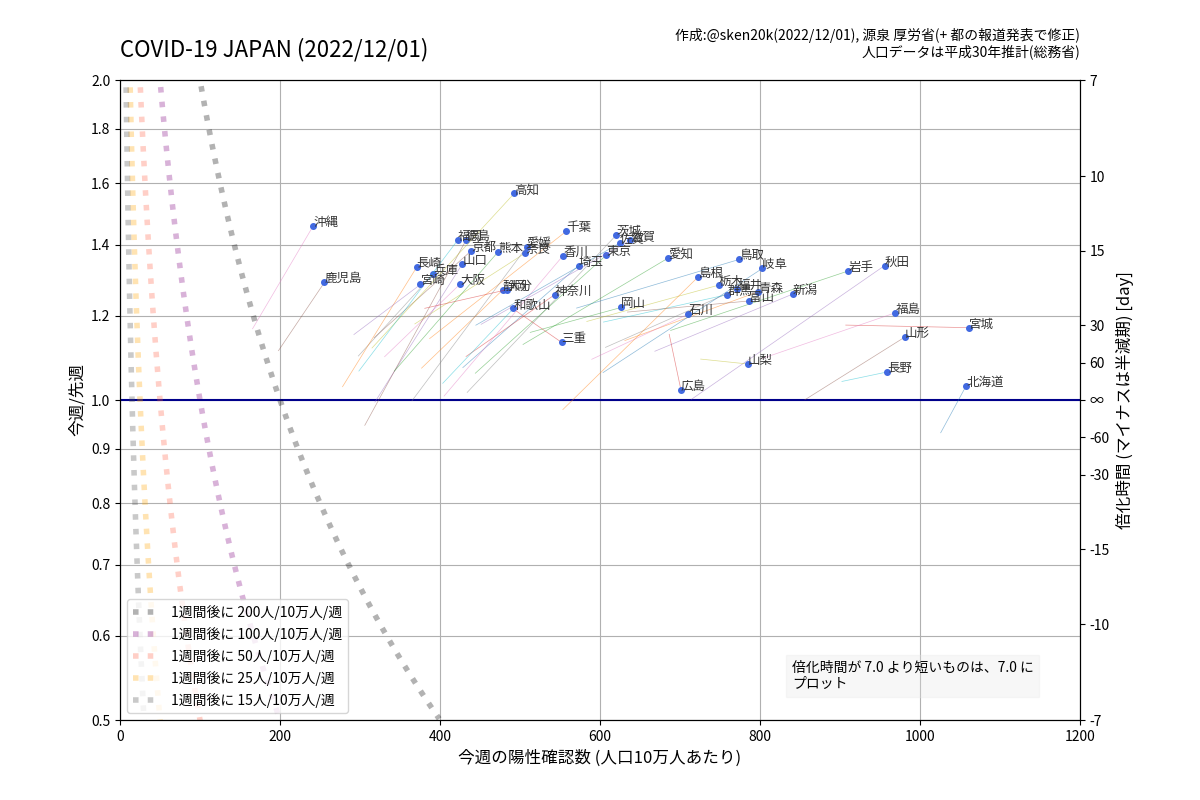 COVID-19 JAPAN (2022/12/01)
作成:@sken20k(2022/12/01), 源泉 厚労省(+ 都の報道発表で修正)
人口データは平成30年推計(総務省)
2.0
1.8
1.6
1.4
1.2
1.0
0.9
0.8
0.7
0.6
0.5
今週/先週
7
10
15
30
60
∞
-60
-30
-15
-10
-7
倍化時間 (マイナスは半減期) [day]
高知
沖縄
千葉
茨城
滋賀
福岡
徳島
京都
熊本
愛媛
奈良
香川
東京
愛知
鳥取
山口
長崎
兵庫
埼玉
岐阜
岩手
秋田
鹿児島
宮崎
大阪
島根
栃木
福井
群馬
青森
新潟
富山
神奈川
大分
和歌山
岡山
石川
福島
宮城
山形
三重
山梨
長野
広島
北海道
1週間後に 200人/10万人/週
1週間後に 100人/10万人/週
1週間後に 50人/10万人/週
1週間後に 25人/10万人/週
1週間後に 15人/10万人/週
倍化時間が 7.0 より短いものは、7.0 に
プロット
0
200
400
600
800
1000
1200
今週の陽性確認数 (人口10万人あたり)